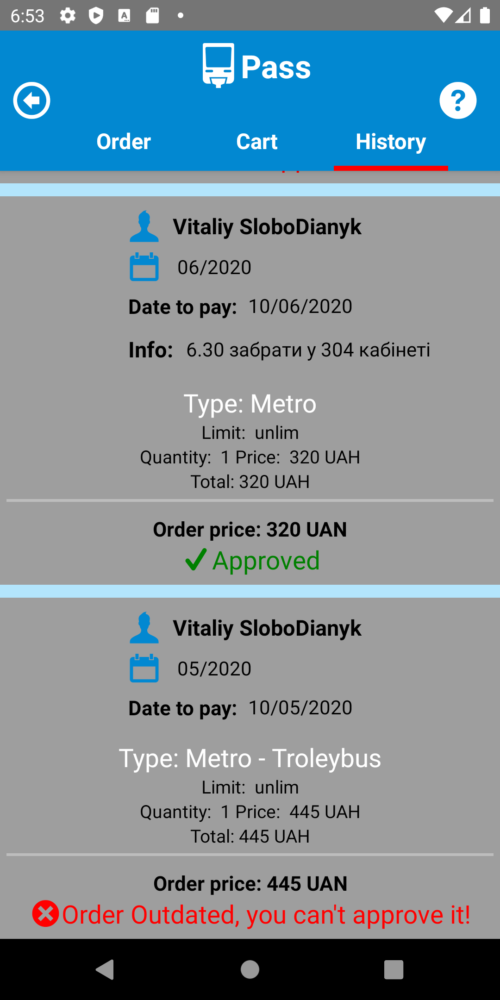 6:53
Pass
Order Cart History
Vitaliy SloboDianyk
06/2020
Date to pay: 10/06/2020
Info: 6.30 забрати у 304 кабінеті
Type: Metro
Limit: unlim
Quantity: 1 Price: 320 UAH
Total: 320 UAH
Order price: 320 UAN
Approved
Vitaliy SloboDianyk
05/2020
Date to pay: 10/05/2020
Type: Metro - Troleybus
Limit: unlim
Quantity: 1 Price: 445 UAH
Total: 445 UAH
Order price: 445 UAN
Order Outdated, you can't approve it!